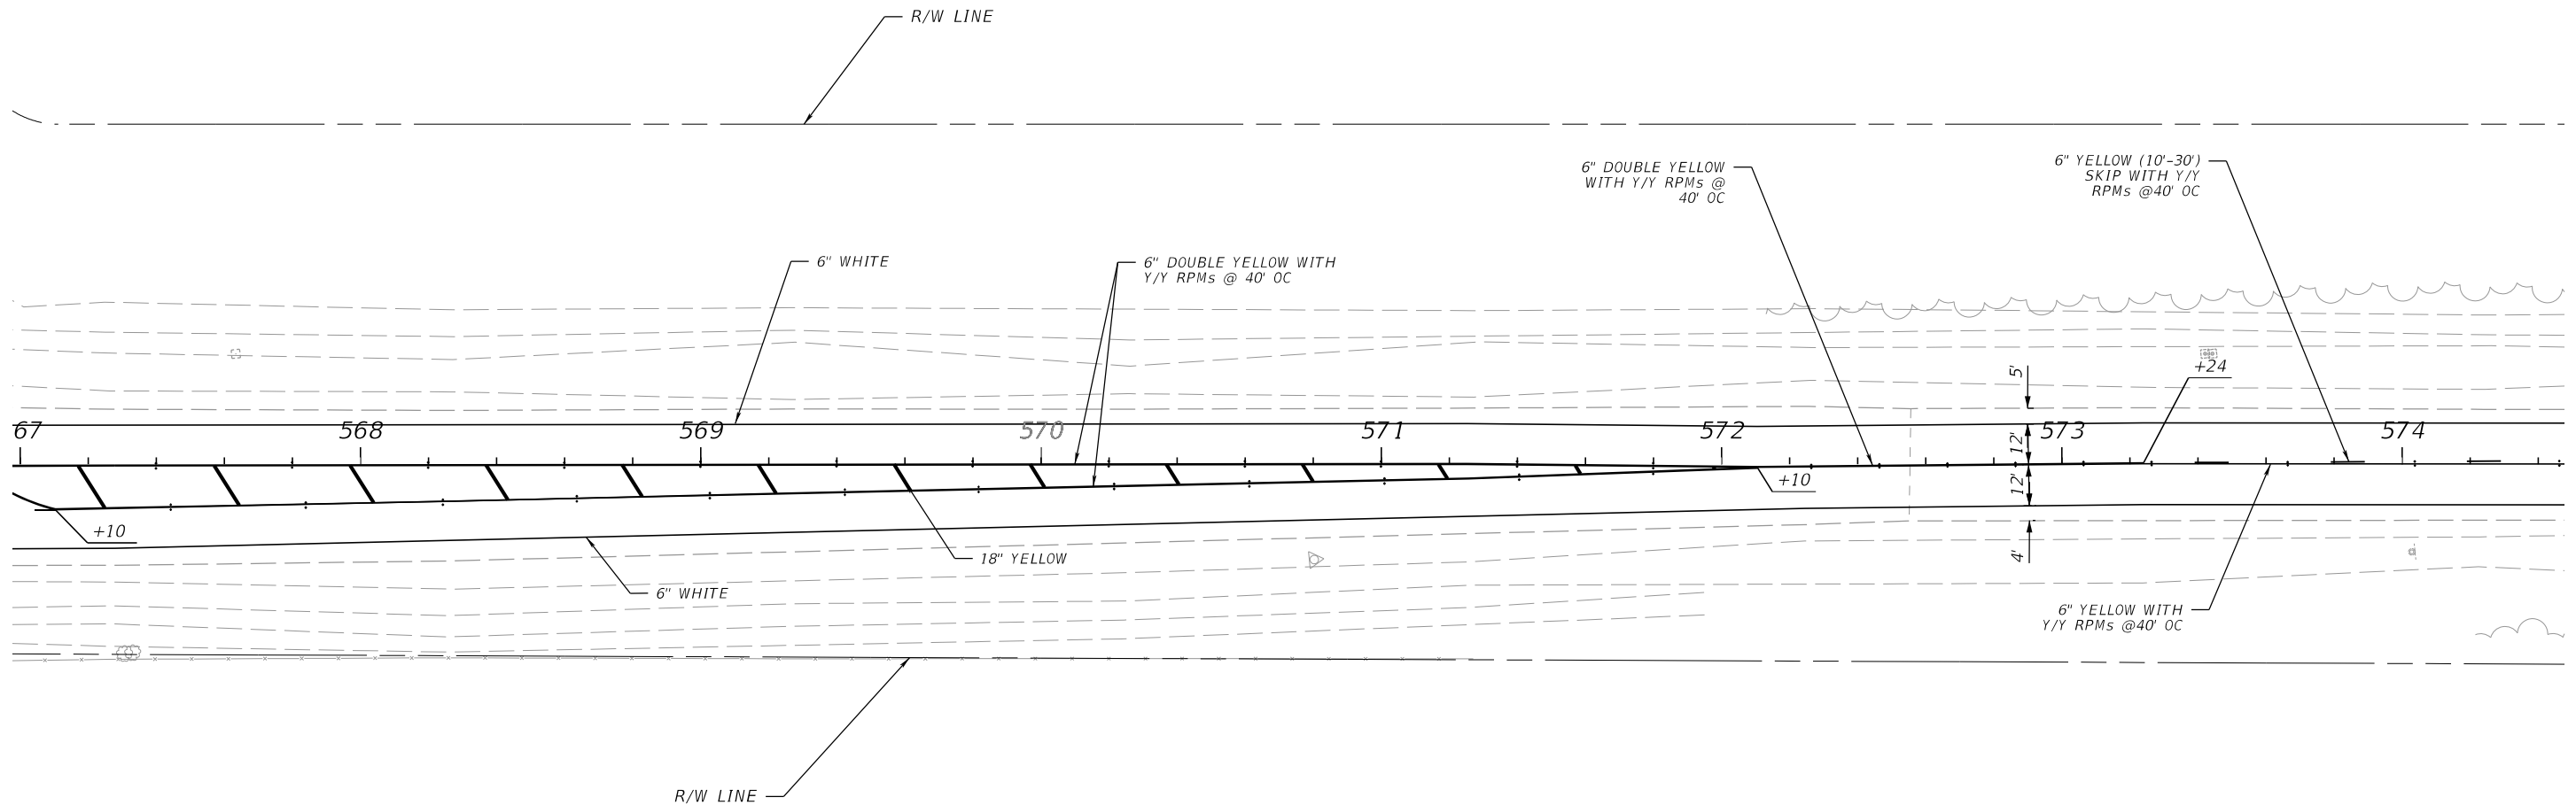 R/W LINE
6" DOUBLE YELLOW
WITH Y/Y RPMs @
40' OC
6" YELLOW (10'-30')
SKIP WITH Y/Y
RPMs @40' OC
6" WHITE
6" DOUBLE YELLOW WITH
Y/Y RPMs @ 40' OC
5'
+24
67
568
569
570
571
572
12'
573
574
+10
12'
+10
18" YELLOW
4'
6" WHITE
6" YELLOW WITH
Y/Y RPMs @40' OC
R/W LINE